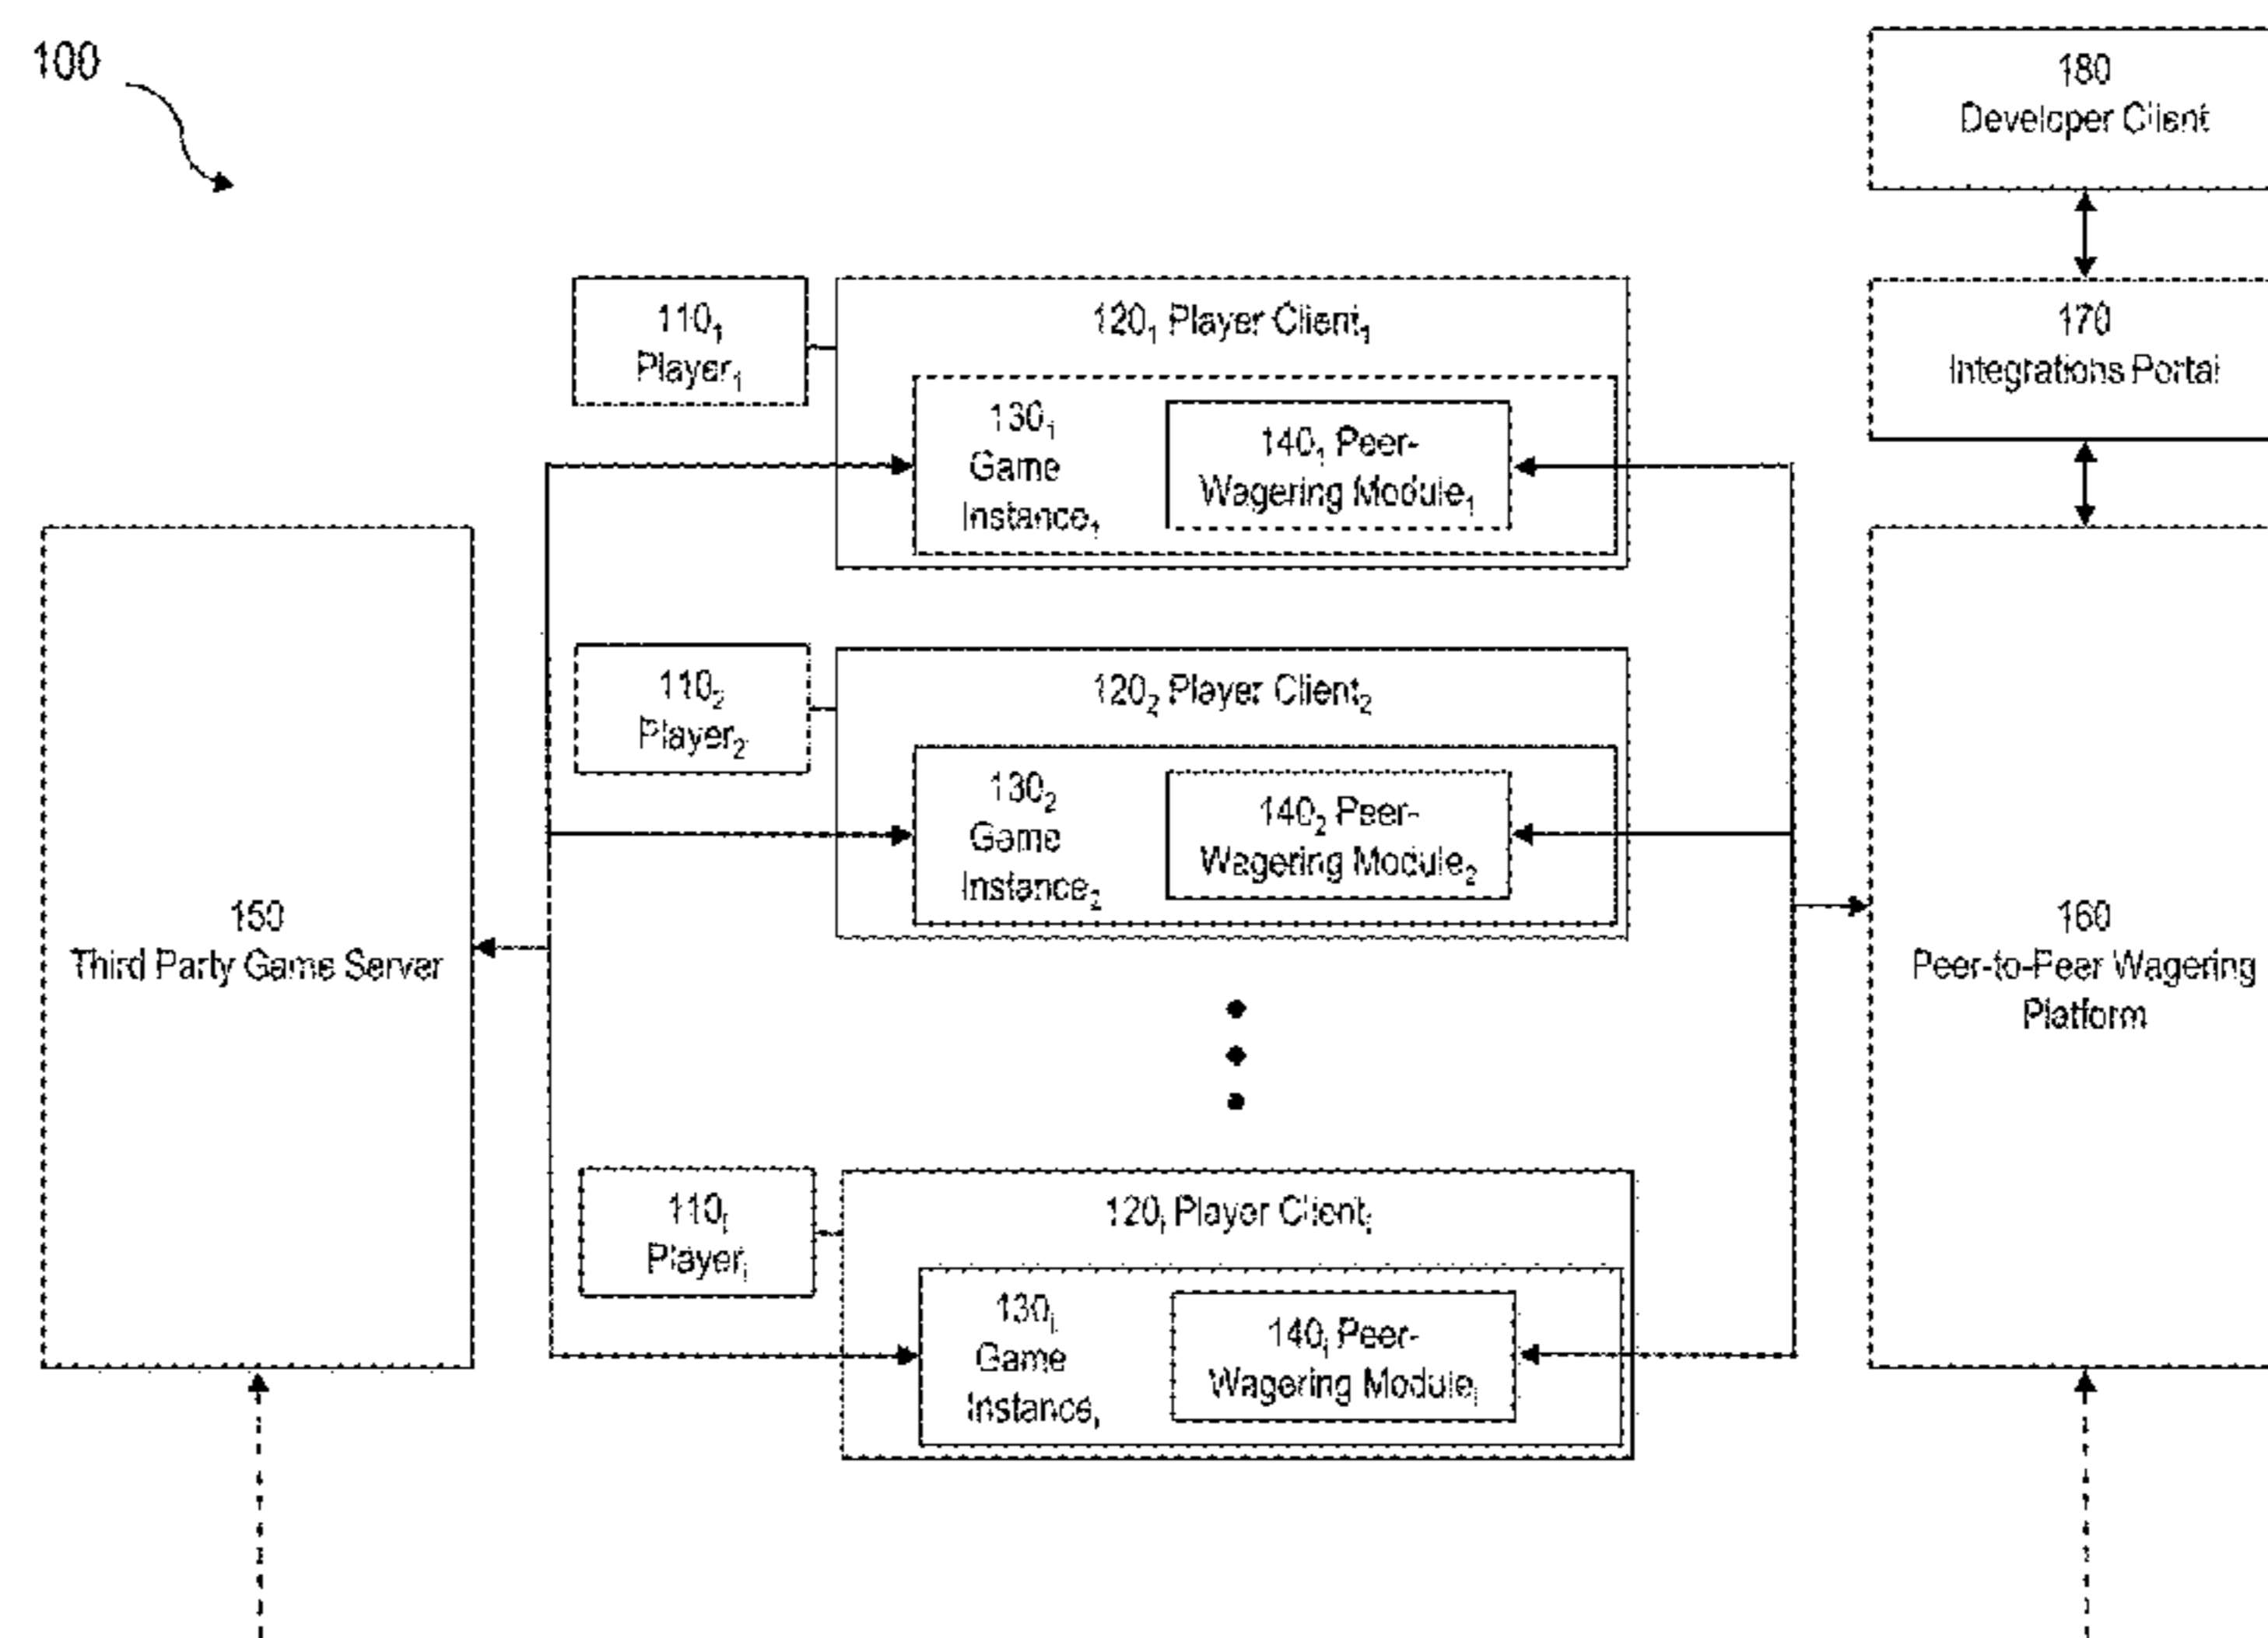 100
180
Developer Client
170
Integrations Portal
110₁
Player₁
120₁ Player Client₁
130₁
Game
Instance₁
140₁ Peer-
Wagering Module₁
110₂
Player₂
120₂ Player Client₂
130₂
Game
Instance₂
140₂ Peer-
Wagering Module₂
150
Third Party Game Server
160
Peer-to-Peer Wagering
Platform
110ᵢ
Playerᵢ
120ᵢ Player Clientᵢ
130ᵢ
Game
Instanceᵢ
140ᵢ Peer-
Wagering Moduleᵢ